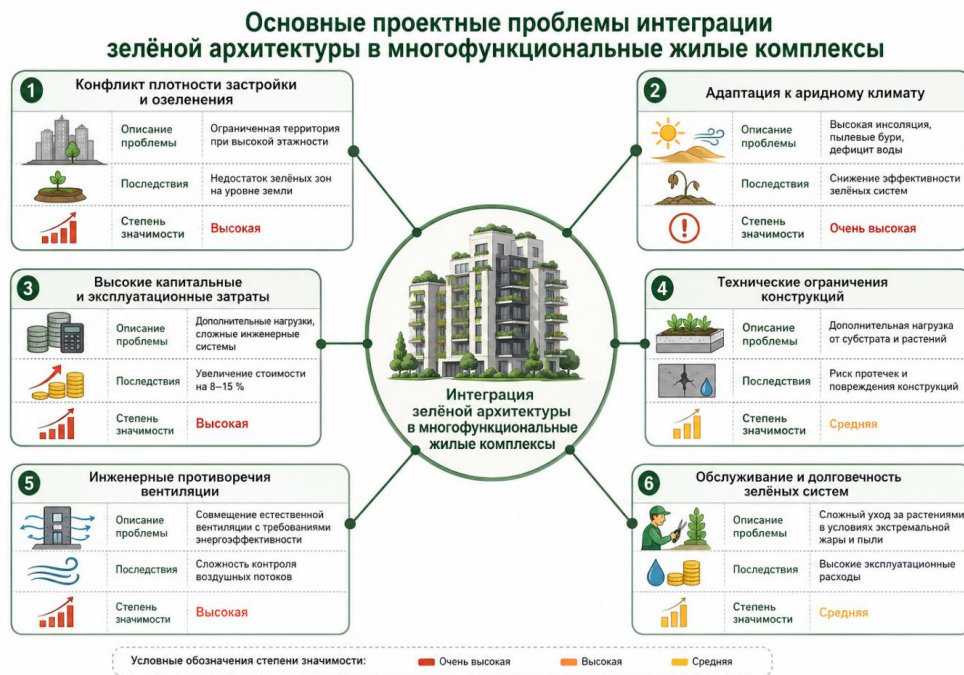 Основные проектные проблемы интеграции
зелёной архитектуры в многофункциональные жилые комплексы
1
Конфликт плотности застройки
и озеленения
Описание
проблемы
Ограниченная территория
при высокой этажности
Последствия
Недостаток зелёных зон
на уровне земли
Степень
значимости
Высокая
2
Адаптация к аридному климату
Описание
проблемы
Высокая инсоляция,
пылевые бури,
дефицит воды
Последствия
Снижение эффективности
зелёных систем
Степень
значимости
Очень высокая
3
Высокие капитальные
и эксплуатационные затраты
Описание
проблемы
Дополнительные нагрузки,
сложные инженерные
системы
Последствия
Увеличение стоимости
на 8–15 %
Степень
значимости
Высокая
4
Технические ограничения
конструкций
Описание
проблемы
Дополнительная нагрузка
от субстрата и растений
Последствия
Риск протечек и
повреждения конструкций
Степень
значимости
Средняя
Интеграция
зелёной архитектуры
в многофункциональные
жилые комплексы
5
Инженерные противоречия
вентиляции
Описание
проблемы
Совмещение естественной
вентиляции с требованиями
энергоэффективности
Последствия
Сложность контроля
воздушных потоков
Степень
значимости
Высокая
6
Обслуживание и долговечность
зелёных систем
Описание
проблемы
Сложный уход за растениями
в условиях экстремальной
жары и пыли
Последствия
Высокие эксплуатационные
расходы
Степень
значимости
Средняя
Условные обозначения степени значимости:
Очень высокая
Высокая
Средняя